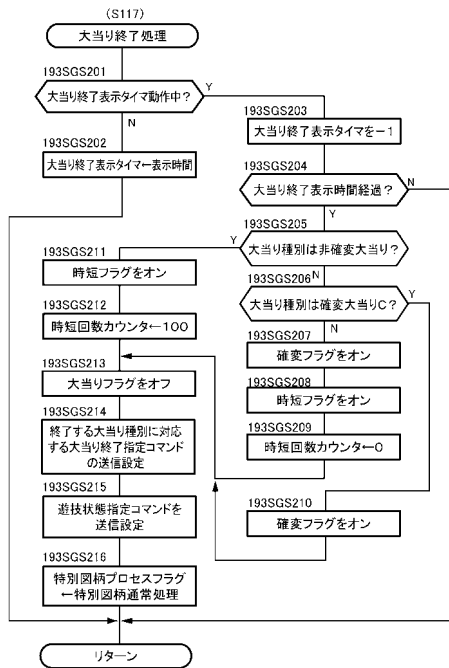 (S117)
大当り終了処理
193SGS201
大当り終了表示タイマ動作中？
Y
N
193SGS202
大当り終了表示タイマ←表示時間
193SGS203
大当り終了表示タイマを−1
193SGS204
大当り終了表示時間経過？
N
Y
193SGS205
大当り種別は非確変大当り？
Y
N
193SGS206
大当り種別は確変大当りC？
Y
N
193SGS207
確変フラグをオン
193SGS208
時短フラグをオン
193SGS209
時短回数カウンタ←0
193SGS210
確変フラグをオン
193SGS211
時短フラグをオン
193SGS212
時短回数カウンタ←100
193SGS213
大当りフラグをオフ
193SGS214
終了する大当り種別に対応
する大当り終了指定コマンド
の送信設定
193SGS215
遊技状態指定コマンドを
送信設定
193SGS216
特別図柄プロセスフラグ
←特別図柄通常処理
リターン